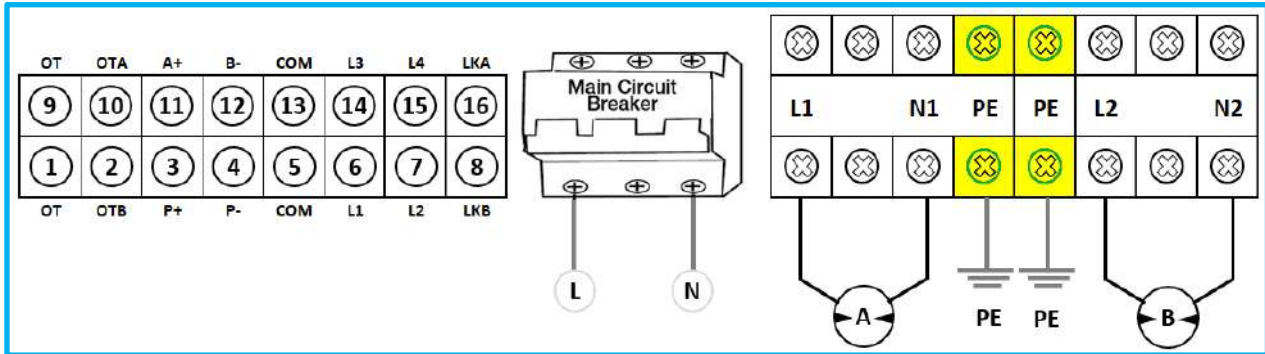 OT OTA A+ B- COM L3 L4 LKA
9 10 11 12 13 14 15 16
1 2 3 4 5 6 7 8
OT OTB P+ P- COM L1 L2 LKB
Main Circuit
Breaker
L N
L1 N1 PE PE L2 N2
A PE PE B